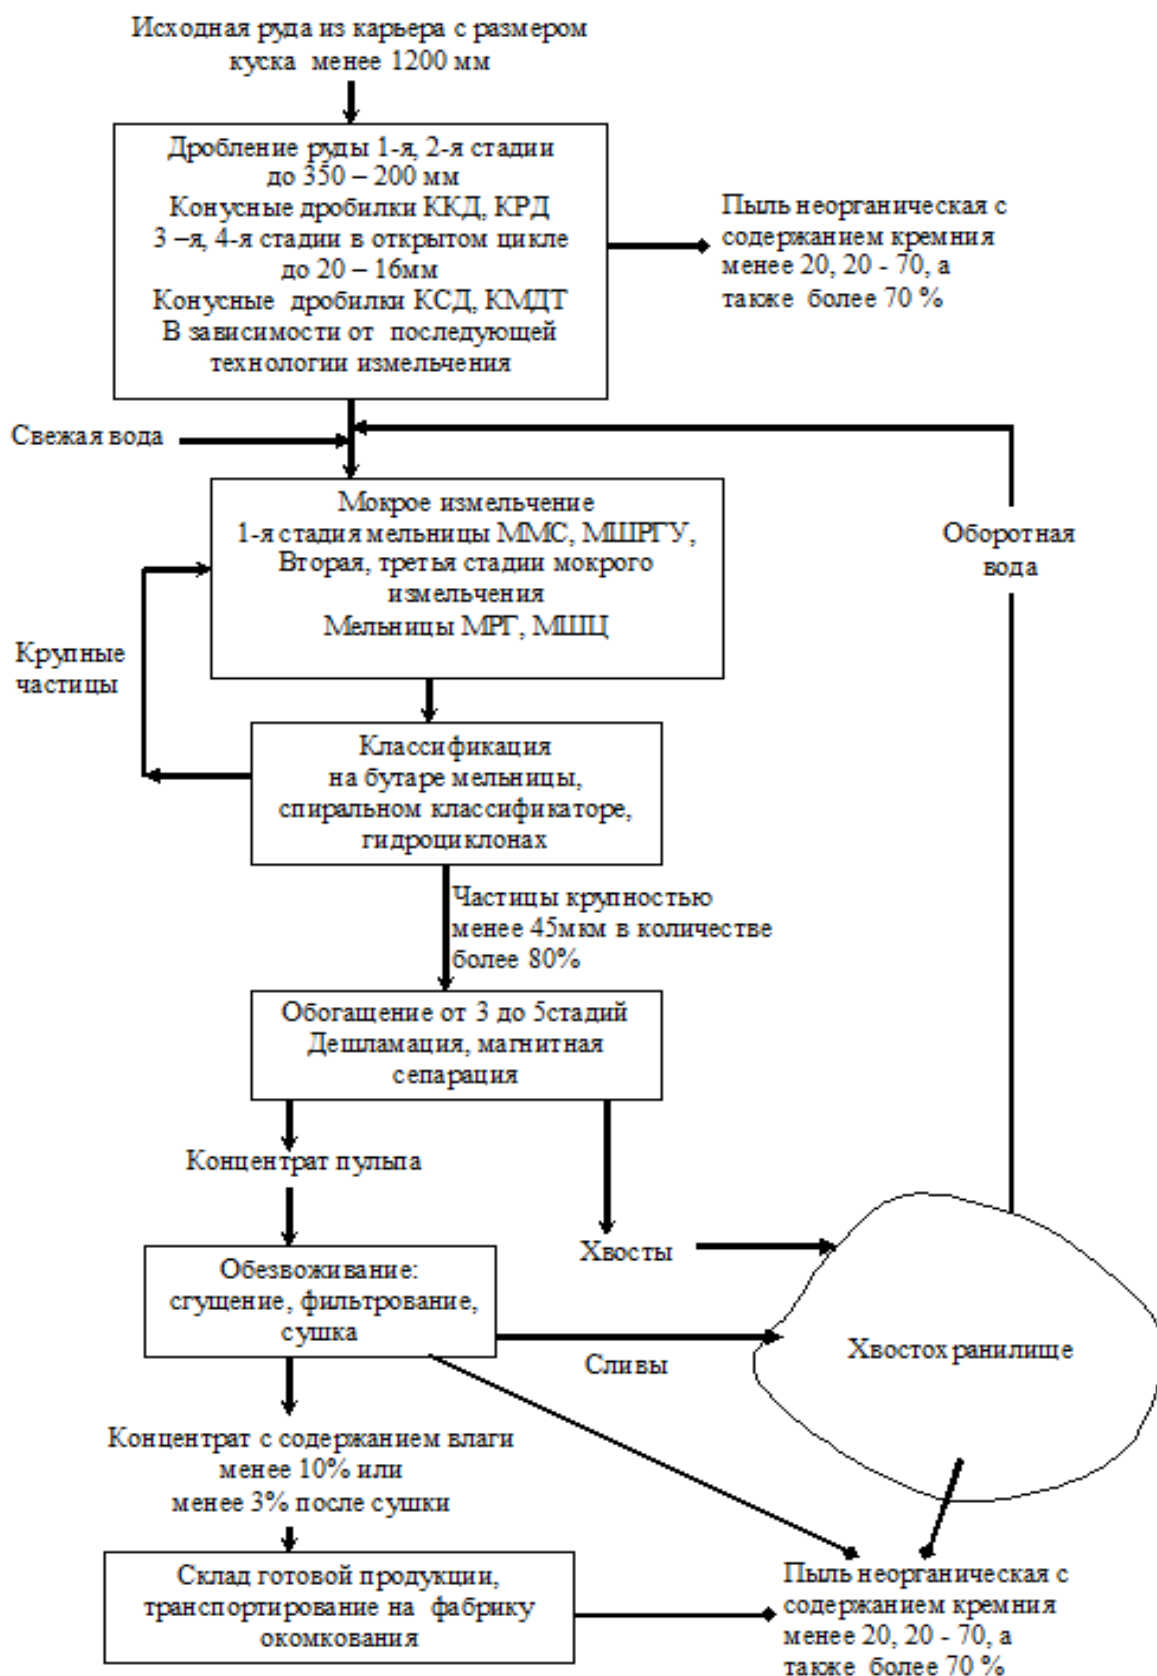 Исходная руда из карьера с размером
куска менее 1200 мм
Дробление руды 1-я, 2-я стадии
до 350 – 200 мм
Конусные дробилки ККД, КРД
3 –я, 4-я стадии в открытом цикле
до 20 – 16мм
Конусные дробилки КСД, КМДТ
В зависимости от последующей
технологии измельчения
Пыль неорганическая с
содержанием кремния
менее 20, 20 - 70, а
также более 70 %
Свежая вода
Мокрое измельчение
1-я стадия мельницы ММС, МШРГУ,
Вторая, третья стадии мокрого
измельчения
Мельницы МРГ, МШЦ
Оборотная
вода
Крупные
частицы
Классификация
на бутаре мельницы,
спиральном классификаторе,
гидроциклонах
Частицы крупностью
менее 45мкм в количестве
более 80%
Обогащение от 3 до 5стадий
Дешламация, магнитная
сепарация
Концентрат пульпа
Хвосты
Обезвоживание:
сгущение, фильтрование,
сушка
Сливы
Хвостохранилище
Концентрат с содержанием влаги
менее 10% или
менее 3% после сушки
Склад готовой продукции,
транспортирование на фабрику
окомкования
Пыль неорганическая с
содержанием кремния
менее 20, 20 - 70, а
также более 70 %